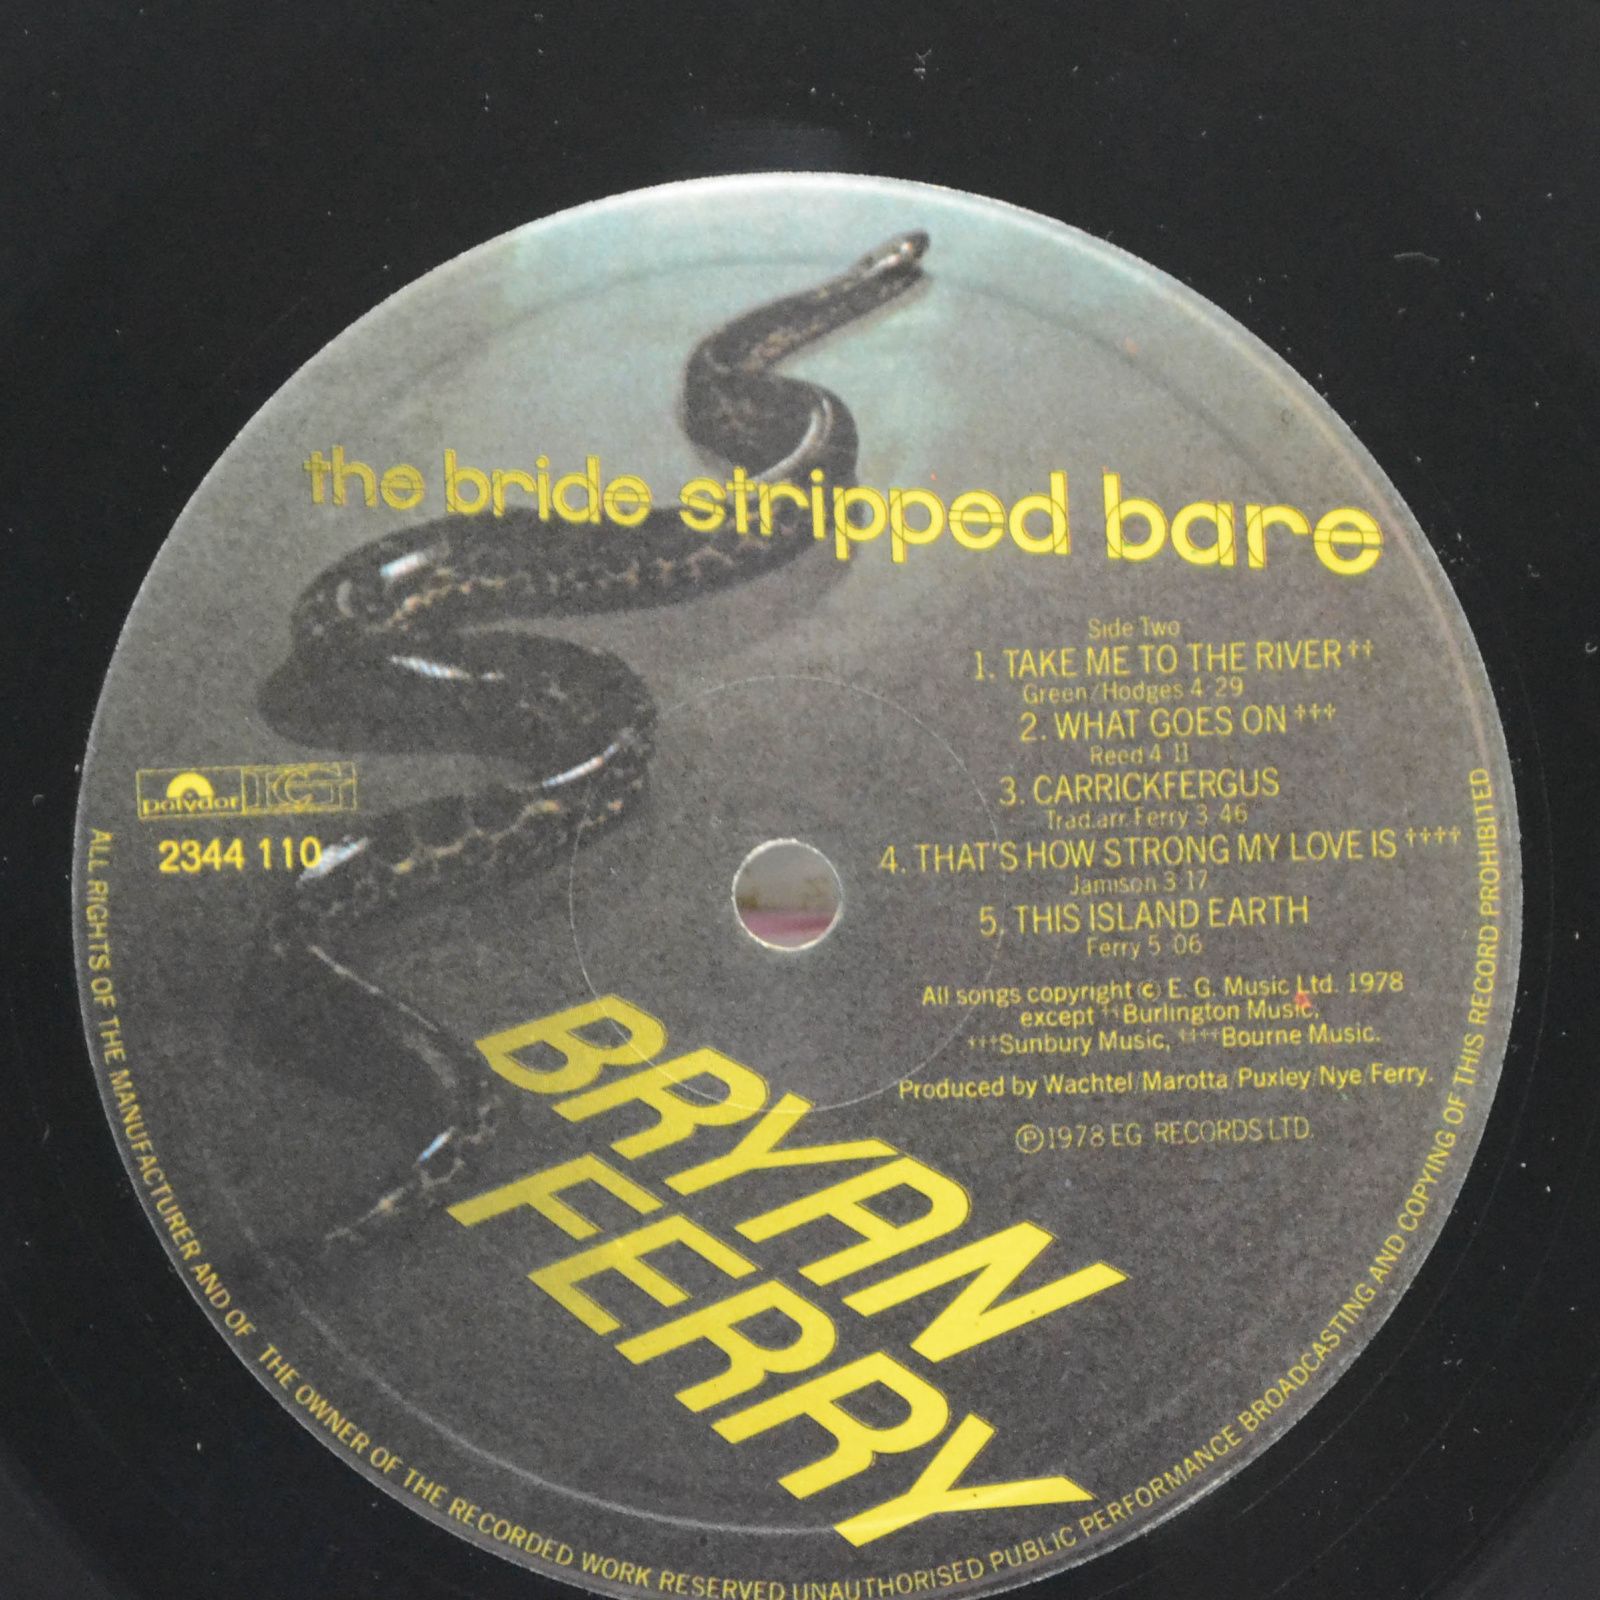 the bride stripped bare
Side Two
1. TAKE ME TO THE RIVER ††
Green/Hodges 4·29
2. WHAT GOES ON †††
Reed 4·11
3. CARRICKFERGUS
Trad.arr. Ferry 3·46
4. THAT'S HOW STRONG MY LOVE IS ††††
Jamison 3·17
5. THIS ISLAND EARTH
Ferry 5·06
All songs copyright © E. G. Music Ltd. 1978
except ††Burlington Music,
†††Sunbury Music, ††††Bourne Music.
Produced by Wachtel/Marotta/Puxley/Nye/Ferry.
℗1978 EG RECORDS LTD.
polydor EG
2344 110
BRYAN
FERRY
ALL RIGHTS OF THE MANUFACTURER AND OF THE OWNER OF THE RECORDED WORK RESERVED UNAUTHORISED PUBLIC PERFORMANCE BROADCASTING AND COPYING OF THIS RECORD PROHIBITED